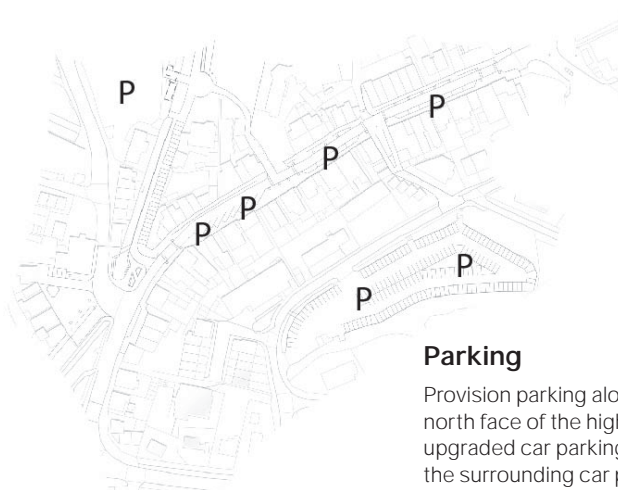 P
P
P
P
P
P
P
Parking
Provision parking alo
north face of the high
upgraded car parking
the surrounding car p